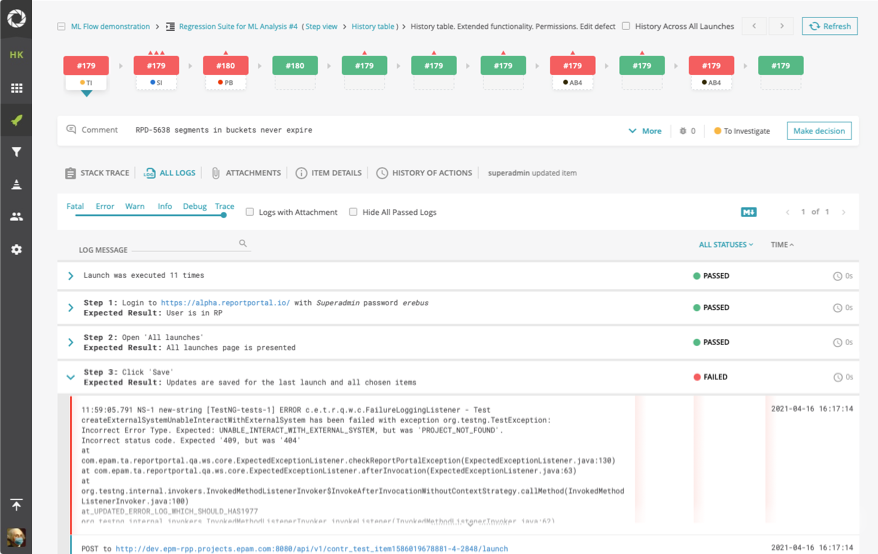 ML Flow demonstration > Regression Suite for ML Analysis #4 ( Step view > History table ) > History table. Extended functionality. Permissions. Edit defect History Across All Launches < > Refresh
HK
#179 #179 #180 #180 #179 #179 #179 #179 #179 #179 #179
TI SI PB AB4 AB4
Comment RPD-5638 segments in buckets never expire More 0 To Investigate Make decision
STACK TRACE ALL LOGS ATTACHMENTS ITEM DETAILS HISTORY OF ACTIONS superadmin updated item
Fatal Error Warn Info Debug Trace Logs with Attachment Hide All Passed Logs M 1 of 1
LOG MESSAGE ALL STATUSES TIME
Launch was executed 11 times PASSED 0s
Step 1: Login to https://alpha.reportportal.io/ with Superadmin password erebus PASSED 0s
Expected Result: User is in RP
Step 2: Open 'All launches' PASSED 0s
Expected Result: All launches page is presented
Step 3: Click 'Save' FAILED 0s
Expected Result: Updates are saved for the last launch and all chosen items
11:59:05.791 NS-1 new-string [TestNG-tests-1] ERROR c.e.t.r.q.w.c.FailureLoggingListener - Test 2021-04-16 16:17:14
createExternalSystemUnableInteractWithExternalSystem has been failed with exception org.testng.TestException:
Incorrect Error Type. Expected: UNABLE_INTERACT_WITH_EXTERNAL_SYSTEM, but was 'PROJECT_NOT_FOUND'.
Incorrect status code. Expected '409, but was '404'
at
com.epam.ta.reportportal.qa.ws.core.ExpectedExceptionListener.checkReportPortalException(ExpectedExceptionListener.java:130)
at com.epam.ta.reportportal.qa.ws.core.ExpectedExceptionListener.afterInvocation(ExpectedExceptionListener.java:63)
at
org.testng.internal.invokers.InvokedMethodListenerInvoker$InvokeAfterInvocationWithoutContextStrategy.callMethod(InvokedMethod
ListenerInvoker.java:100)
at_UPDATED_ERROR_LOG_WHICH_SHOULD_HAS1977
org.testng.internal.invokers.InvokedMethodListenerInvoker.invokeListener(InvokedMethodListenerInvoker.java:62)
POST to http://dev.epm-rpp.projects.epam.com:8080/api/v1/contr_test_item1586019678881-4-2848/launch 2021-04-16 16:17:14